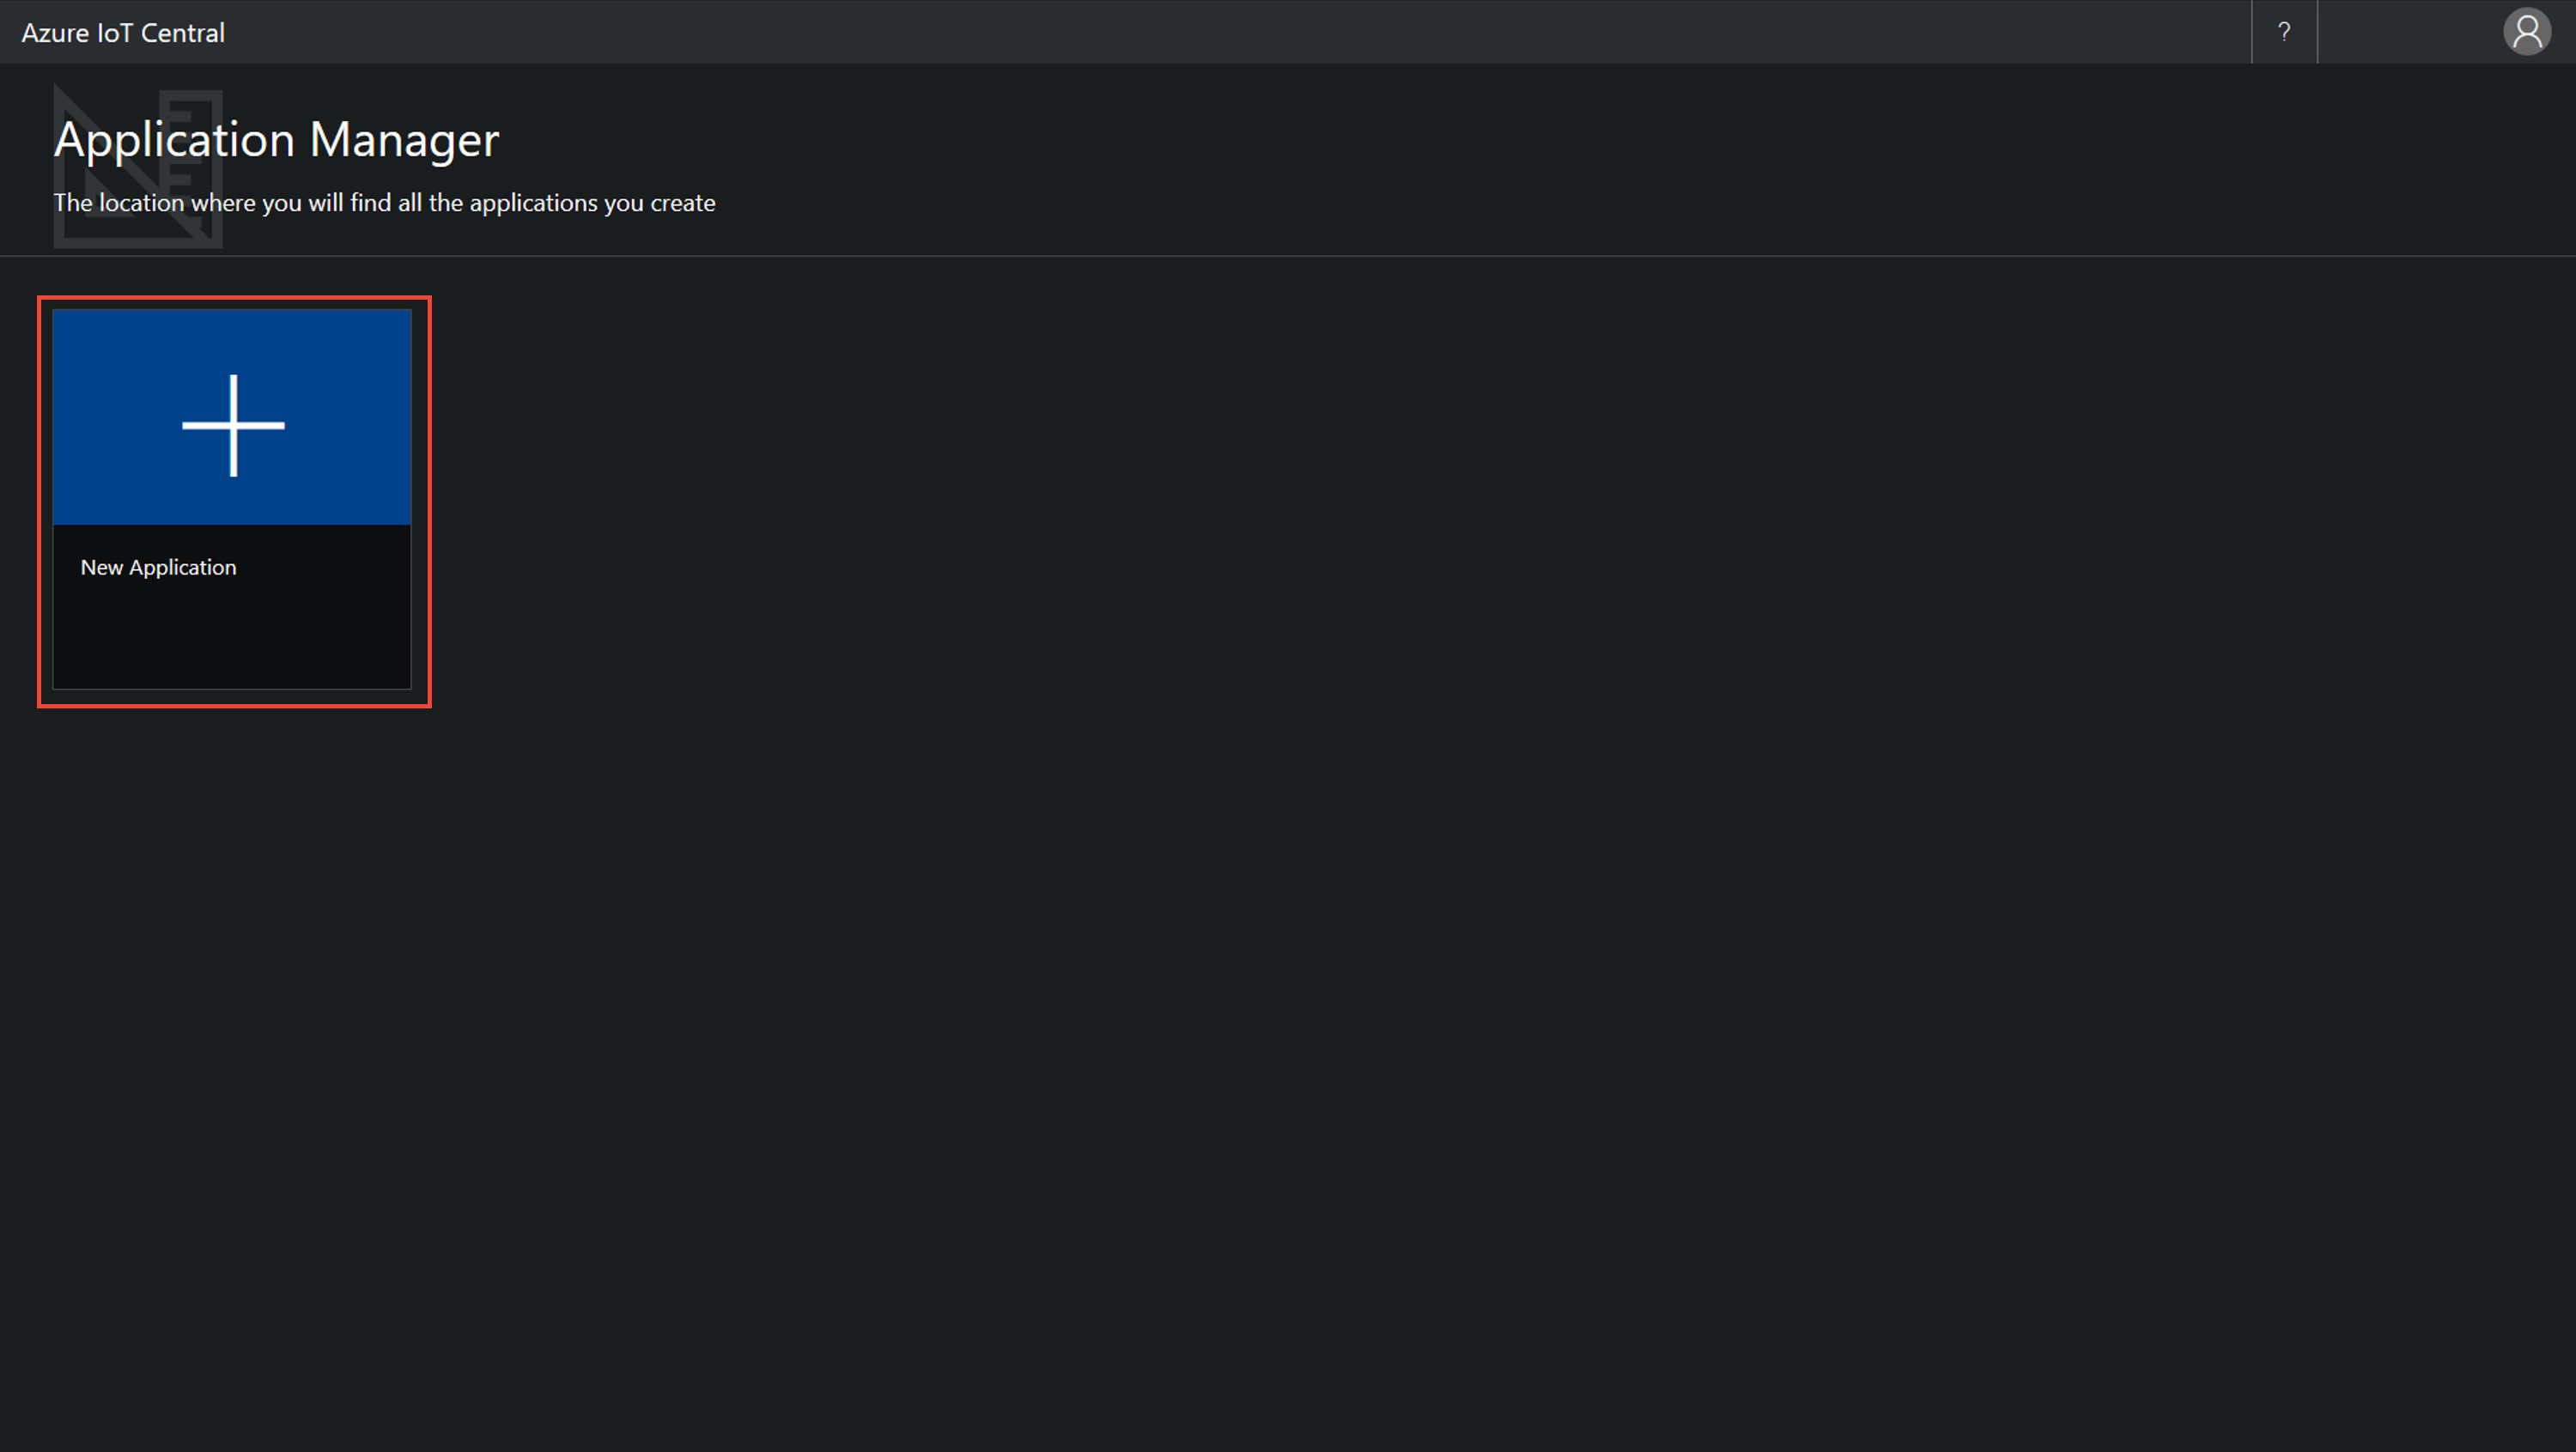 Azure IoT Central
?
Application Manager
The location where you will find all the applications you create
New Application